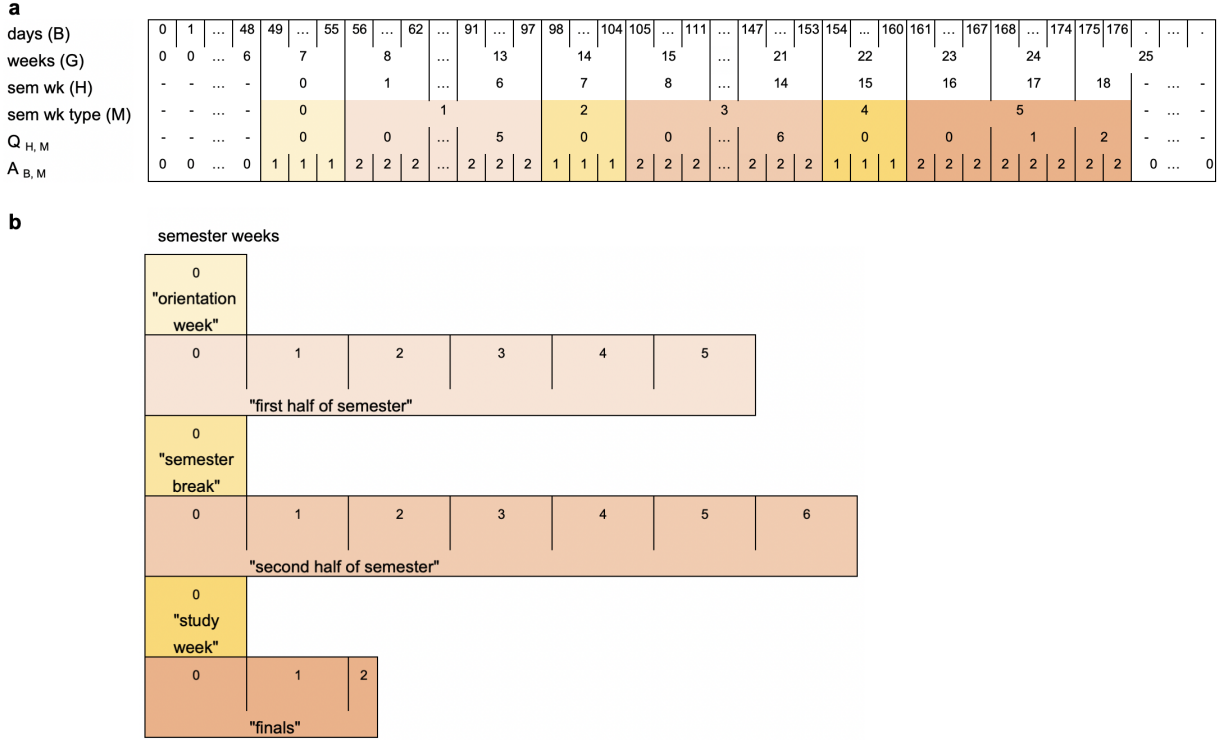 a
days (B) 0 1 ... 48 49 ... 55 56 ... 62 ... 91 ... 97 98 ... 104 105 ... 111 ... 147 ... 153 154 ... 160 161 ... 167 168 ... 174 175 176 . ... .
weeks (G) 0 0 ... 6 7 8 ... 13 14 15 ... 21 22 23 24 25
sem wk (H) - - ... - 0 1 ... 6 7 8 ... 14 15 16 17 18 - ... -
sem wk type (M) - - ... - 0 1 2 3 4 5 - ... -
Q H, M - - ... - 0 0 ... 5 0 0 ... 6 0 0 1 2 - ... -
A B, M 0 0 ... 0 1 1 1 2 2 2 ... 2 2 2 1 1 1 2 2 2 ... 2 2 2 1 1 1 2 2 2 2 2 2 2 2 0 ... 0
b
semester weeks
0
"orientation
week"
0 1 2 3 4 5
"first half of semester"
0
"semester
break"
0 1 2 3 4 5 6
"second half of semester"
0
"study
week"
0 1 2
"finals"